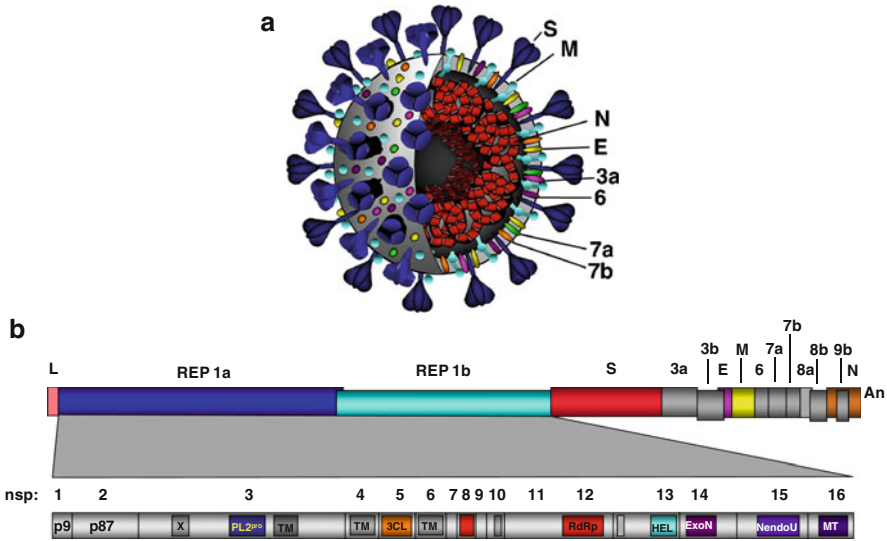 a
S
M
N
E
3a
6
7a
7b
b
L REP 1a REP 1b S 3a 3b E M 6 7a 7b 8a 8b 9b N An
nsp: 1 2 3 4 5 6 7 8 9 10 11 12 13 14 15 16
p9 p87 X PL2pro TM TM 3CL TM RdRp HEL ExoN NendoU MT